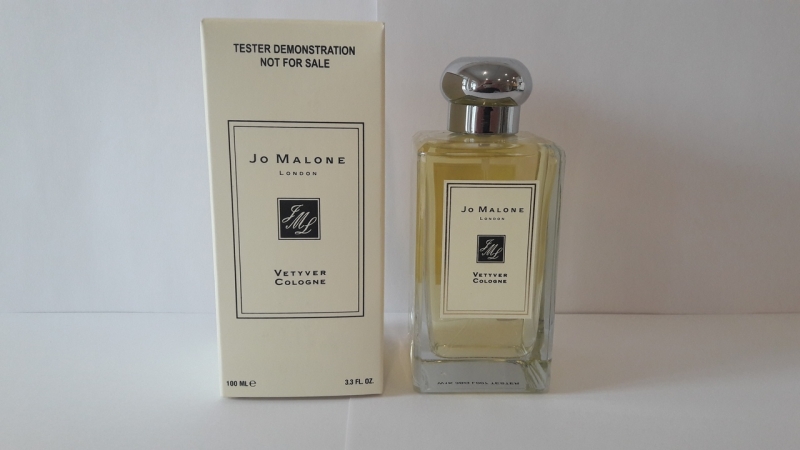 TESTER DEMONSTRATION
NOT FOR SALE
JO MALONE
LONDON
JML
VETYVER
COLOGNE
100 ML℮
3.3 FL. OZ.
JO MALONE
LONDON
JML
VETYVER
COLOGNE